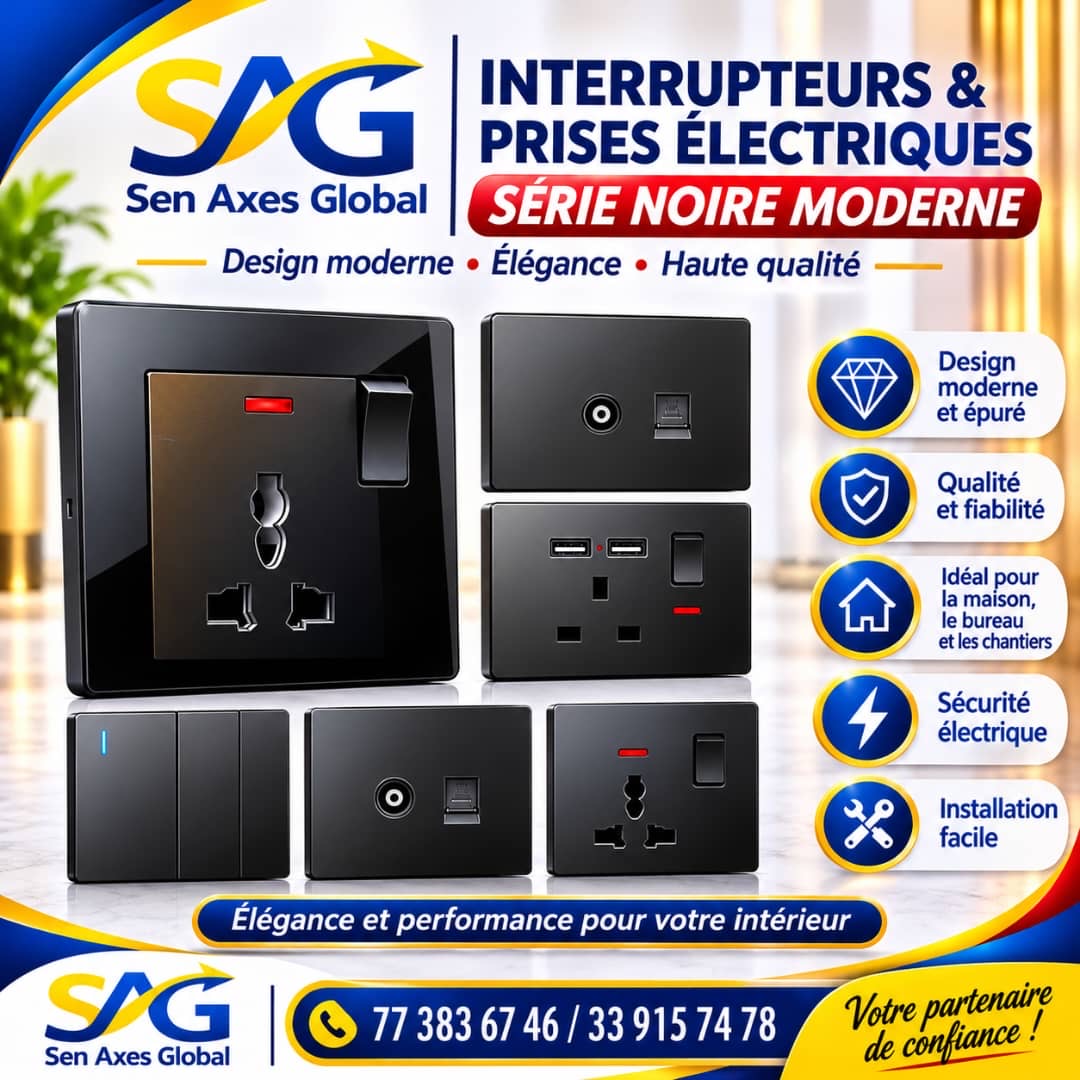 SAG
Sen Axes Global
INTERRUPTEURS &
PRISES ÉLECTRIQUES
SÉRIE NOIRE MODERNE
Design moderne • Élégance • Haute qualité
Design
moderne
et épuré
Qualité
et fiabilité
Idéal pour
la maison,
le bureau
et les chantiers
Sécurité
électrique
Installation
facile
Élégance et performance pour votre intérieur
SAG
Sen Axes Global
77 383 67 46 / 33 915 74 78
Votre partenaire
de confiance !